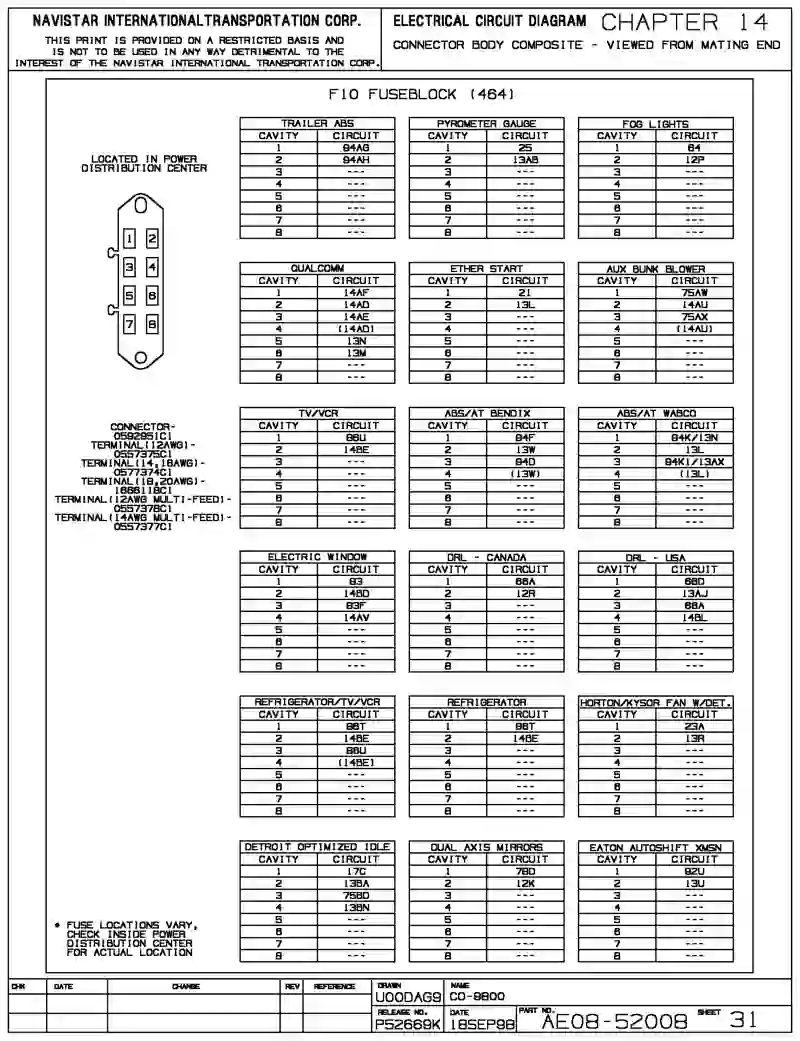 NAVISTAR INTERNATIONALTRANSPORTATION CORP.
THIS PRINT IS PROVIDED ON A RESTRICTED BASIS AND
IS NOT TO BE USED IN ANY WAY DETRIMENTAL TO THE
INTEREST OF THE NAVISTAR INTERNATIONAL TRANSPORTATION CORP.
ELECTRICAL CIRCUIT DIAGRAM CHAPTER 14
CONNECTOR BODY COMPOSITE - VIEWED FROM MATING END
F10 FUSEBLOCK (464)
LOCATED IN POWER
DISTRIBUTION CENTER
1 2
3 4
5 6
7 8
CONNECTOR-
0592951C1
TERMINAL(12AWG)-
0557375C1
TERMINAL(14,16AWG)-
0577374C1
TERMINAL(18,20AWG)-
1666118C1
TERMINAL(12AWG MULTI-FEED)-
0557378C1
TERMINAL(14AWG MULTI-FEED)-
0557377C1
TRAILER ABS
CAVITY CIRCUIT
1 94AG
2 94AH
3 ---
4 ---
5 ---
6 ---
7 ---
8 ---
PYROMETER GAUGE
CAVITY CIRCUIT
1 25
2 13AB
3 ---
4 ---
5 ---
6 ---
7 ---
8 ---
FOG LIGHTS
CAVITY CIRCUIT
1 64
2 12P
3 ---
4 ---
5 ---
6 ---
7 ---
8 ---
QUALCOMM
CAVITY CIRCUIT
1 14AF
2 14AD
3 14AE
4 (14AD)
5 13N
6 13M
7 ---
8 ---
ETHER START
CAVITY CIRCUIT
1 21
2 13L
3 ---
4 ---
5 ---
6 ---
7 ---
8 ---
AUX BUNK BLOWER
CAVITY CIRCUIT
1 75AW
2 14AU
3 75AX
4 (14AU)
5 ---
6 ---
7 ---
8 ---
TV/VCR
CAVITY CIRCUIT
1 88U
2 14BE
3 ---
4 ---
5 ---
6 ---
7 ---
8 ---
ABS/AT BENDIX
CAVITY CIRCUIT
1 94F
2 13W
3 94D
4 (13W)
5 ---
6 ---
7 ---
8 ---
ABS/AT WABCO
CAVITY CIRCUIT
1 94K/13N
2 13L
3 94K1/13AX
4 (13L)
5 ---
6 ---
7 ---
8 ---
ELECTRIC WINDOW
CAVITY CIRCUIT
1 83
2 14BD
3 83F
4 14AV
5 ---
6 ---
7 ---
8 ---
DRL - CANADA
CAVITY CIRCUIT
1 68A
2 12R
3 ---
4 ---
5 ---
6 ---
7 ---
8 ---
DRL - USA
CAVITY CIRCUIT
1 68D
2 13AJ
3 68A
4 14BL
5 ---
6 ---
7 ---
8 ---
REFRIGERATOR/TV/VCR
CAVITY CIRCUIT
1 88T
2 14BE
3 88U
4 (14BE)
5 ---
6 ---
7 ---
8 ---
REFRIGERATOR
CAVITY CIRCUIT
1 88T
2 14BE
3 ---
4 ---
5 ---
6 ---
7 ---
8 ---
HORTON/KYSOR FAN W/DET.
CAVITY CIRCUIT
1 23A
2 13R
3 ---
4 ---
5 ---
6 ---
7 ---
8 ---
DETROIT OPTIMIZED IDLE
CAVITY CIRCUIT
1 17C
2 13BA
3 75BD
4 13BN
5 ---
6 ---
7 ---
8 ---
DUAL AXIS MIRRORS
CAVITY CIRCUIT
1 78D
2 12K
3 ---
4 ---
5 ---
6 ---
7 ---
8 ---
EATON AUTOSHIFT XMSN
CAVITY CIRCUIT
1 92U
2 13U
3 ---
4 ---
5 ---
6 ---
7 ---
8 ---
* FUSE LOCATIONS VARY,
CHECK INSIDE POWER
DISTRIBUTION CENTER
FOR ACTUAL LOCATION
CHK DATE CHANGE REV REFERENCE
DRAWN U00DAG9 NAME CO-9800
RELEASE NO. P52669K DATE 18SEP98 PART NO. AE08-52008 SHEET 31